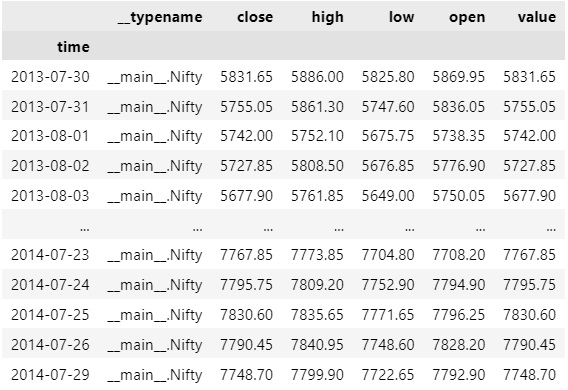 __typename close high low open value
time
2013-07-30 __main__.Nifty 5831.65 5886.00 5825.80 5869.95 5831.65
2013-07-31 __main__.Nifty 5755.05 5861.30 5747.60 5836.05 5755.05
2013-08-01 __main__.Nifty 5742.00 5752.10 5675.75 5738.35 5742.00
2013-08-02 __main__.Nifty 5727.85 5808.50 5676.85 5776.90 5727.85
2013-08-03 __main__.Nifty 5677.90 5761.85 5649.00 5750.05 5677.90
... ... ... ... ... ... ...
2014-07-23 __main__.Nifty 7767.85 7773.85 7704.80 7708.20 7767.85
2014-07-24 __main__.Nifty 7795.75 7809.20 7752.90 7794.90 7795.75
2014-07-25 __main__.Nifty 7830.60 7835.65 7771.65 7796.25 7830.60
2014-07-26 __main__.Nifty 7790.45 7840.95 7748.60 7828.20 7790.45
2014-07-29 __main__.Nifty 7748.70 7799.90 7722.65 7792.90 7748.70